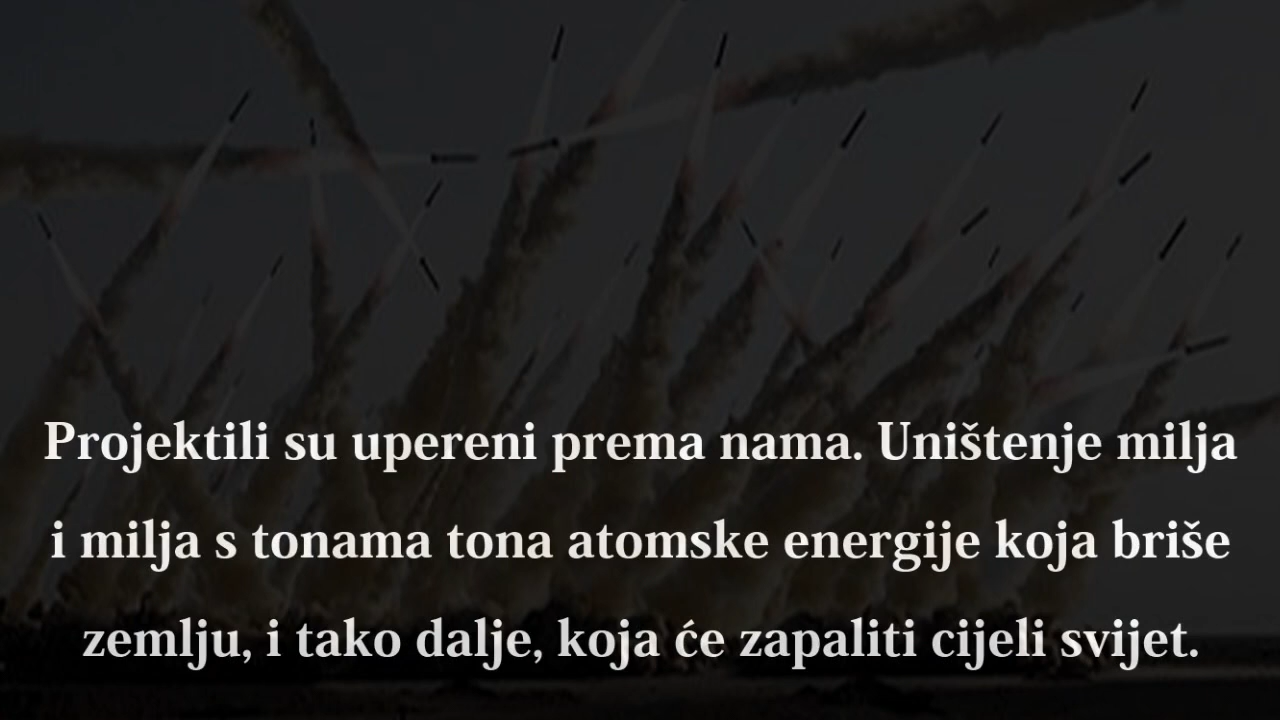 Projektili su upereni prema nama. Uništenje milja
i milja s tonama tona atomske energije koja briše
zemlju, i tako dalje, koja će zapaliti cijeli svijet.